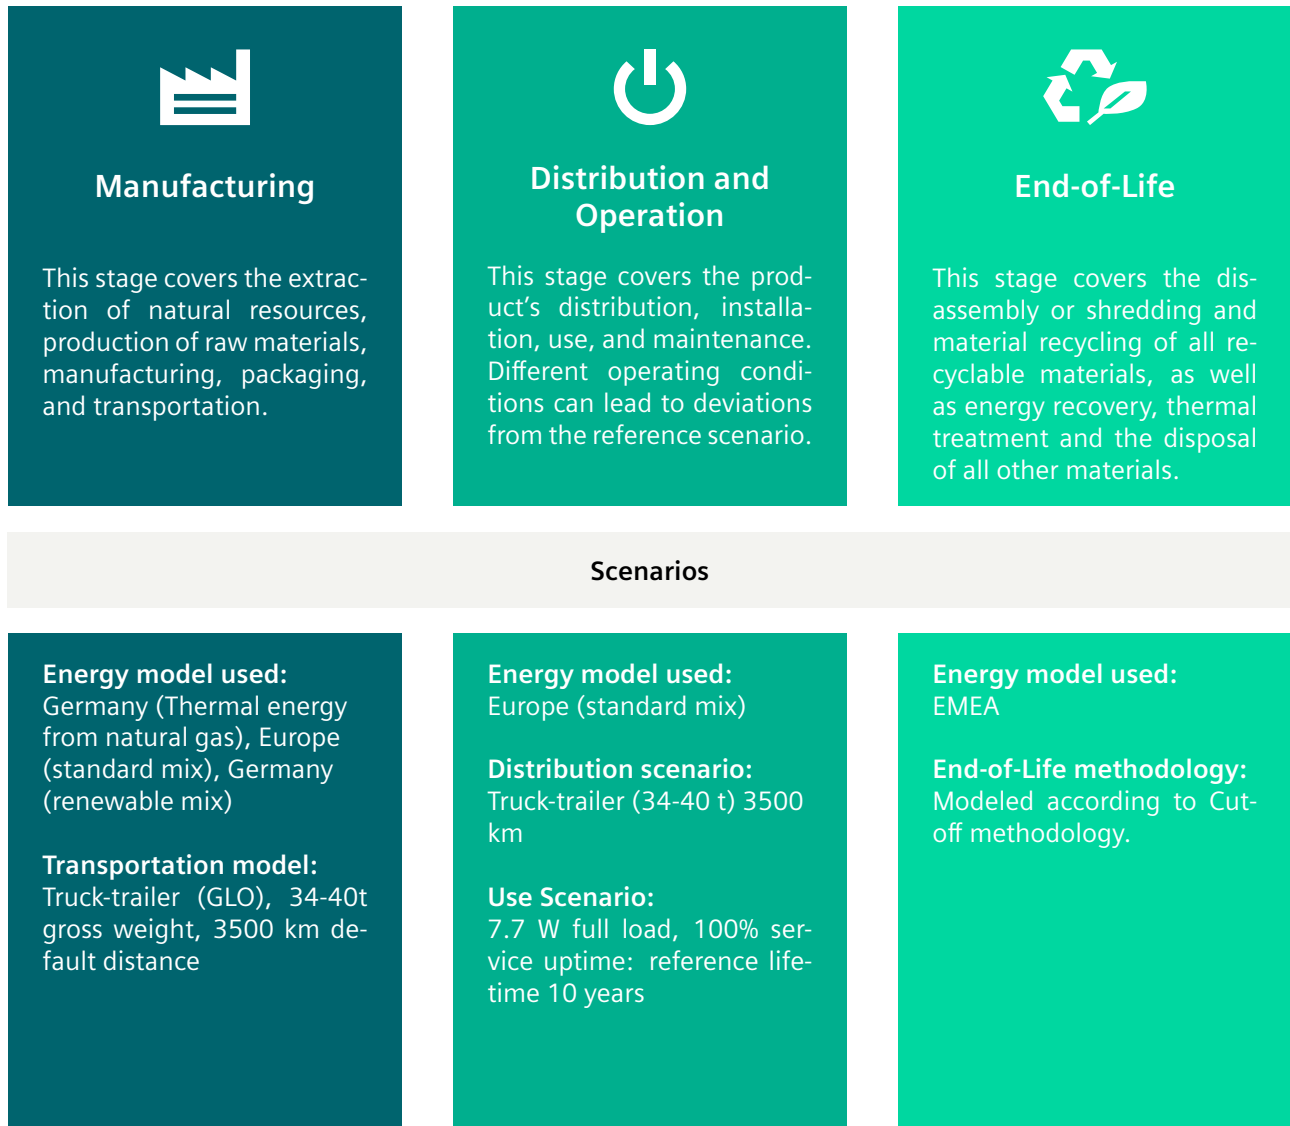 Manufacturing
This stage covers the extrac-
tion of natural resources,
production of raw materials,
manufacturing, packaging,
and transportation.
Distribution and
Operation
This stage covers the prod-
uct's distribution, installa-
tion, use, and maintenance.
Different operating condi-
tions can lead to deviations
from the reference scenario.
End-of-Life
This stage covers the dis-
assembly or shredding and
material recycling of all re-
cyclable materials, as well
as energy recovery, thermal
treatment and the disposal
of all other materials.
Scenarios
Energy model used:
Germany (Thermal energy
from natural gas), Europe
(standard mix), Germany
(renewable mix)
Transportation model:
Truck-trailer (GLO), 34-40t
gross weight, 3500 km de-
fault distance
Energy model used:
Europe (standard mix)
Distribution scenario:
Truck-trailer (34-40 t) 3500
km
Use Scenario:
7.7 W full load, 100% ser-
vice uptime: reference life-
time 10 years
Energy model used:
EMEA
End-of-Life methodology:
Modeled according to Cut-
off methodology.